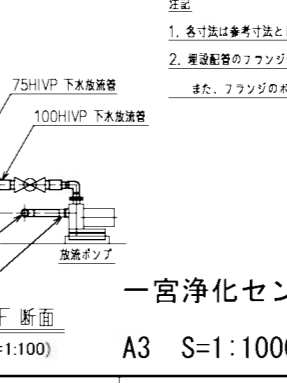 注記
1. 各寸法は参考寸法と
2. 埋設配管のフランジ
また、フランジのボ
75HIVP 下水放流管
100HIVP 下水放流管
放流ポンプ
断面
=1:100)
一宮浄化セン
A3 S=1:1000